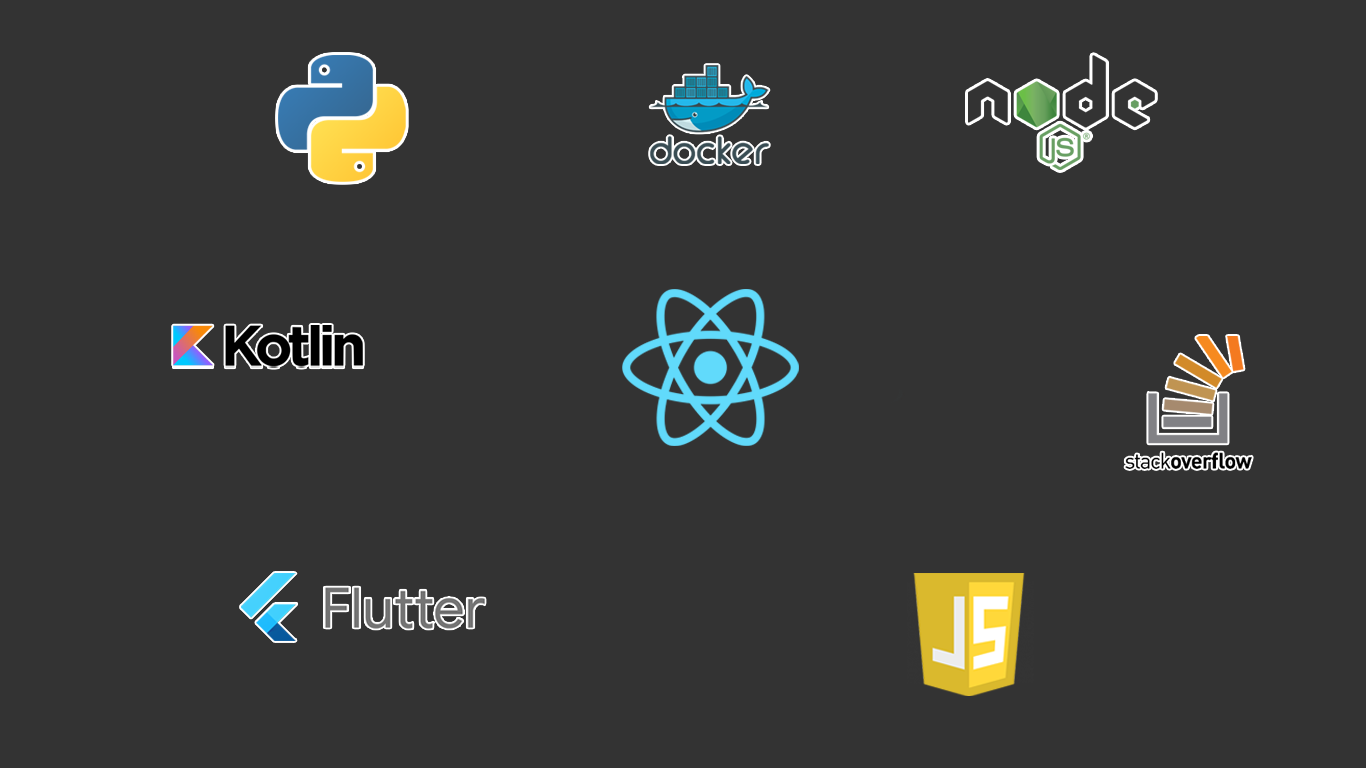 docker
node
JS
®
Kotlin
stackoverflow
Flutter
JS